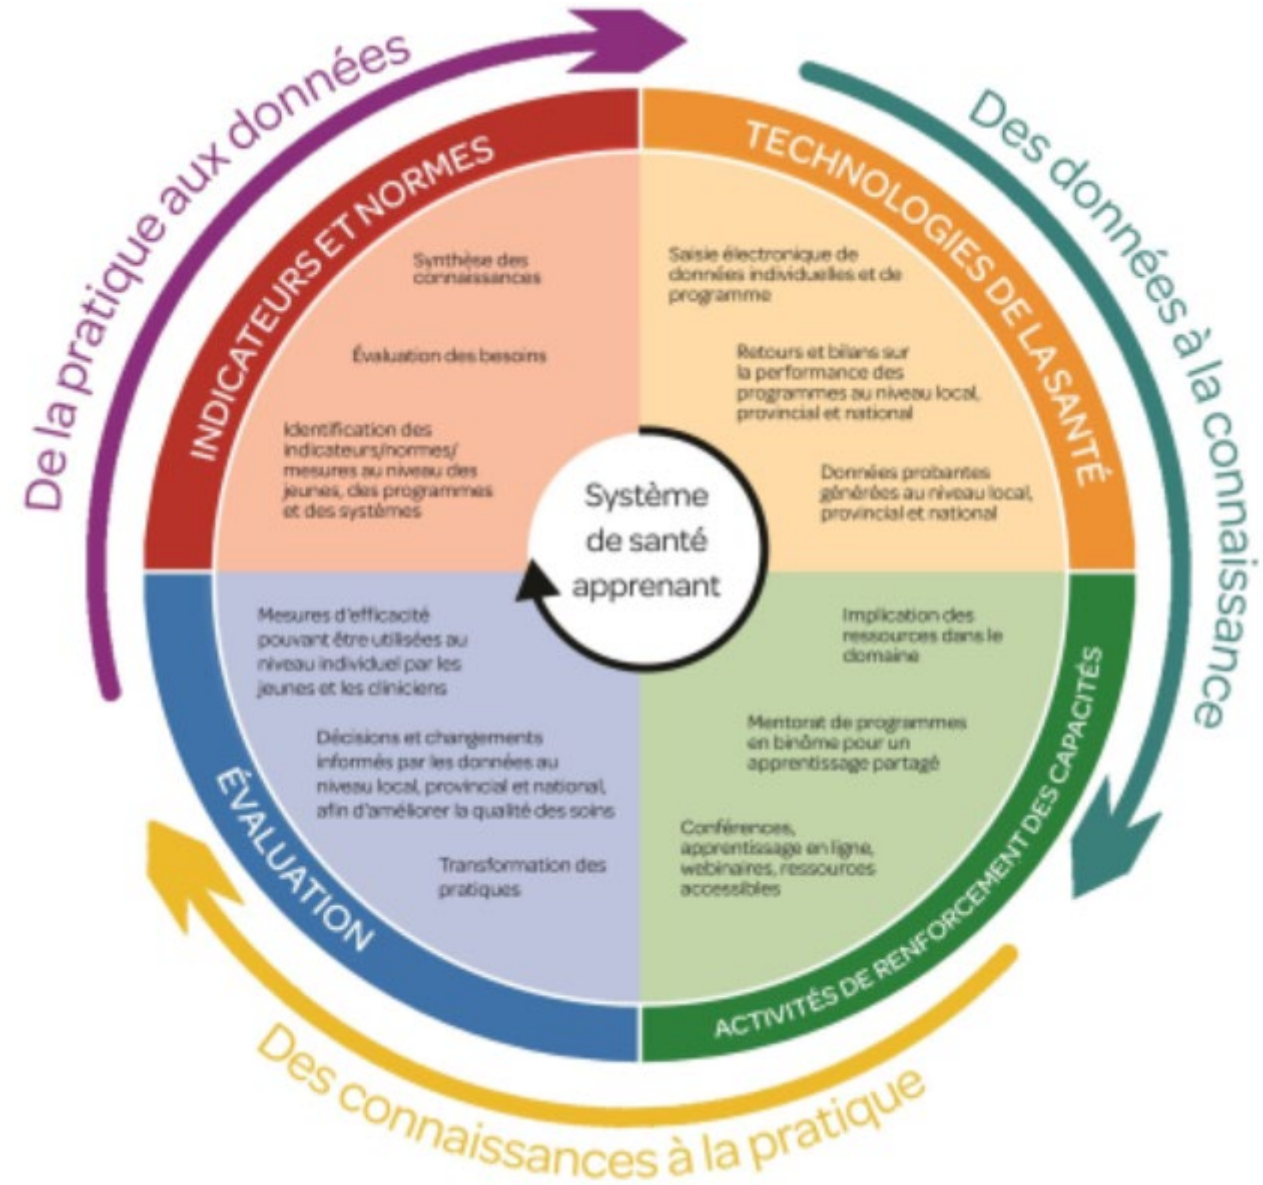 De la pratique aux données
Des données à la connaissance
Des connaissances à la pratique
INDICATEURS ET NORMES
Synthèse des
connaissances
Évaluation des besoins
Identification des
indicateurs/normes/
mesures au niveau des
jeunes, des programmes
et des systèmes
TECHNOLOGIES DE LA SANTÉ
Saisie électronique de
données individuelles et de
programme
Retours et bilans sur
la performance des
programmes au niveau local,
provincial et national
Données probantes
générées au niveau local,
provincial et national
Système
de santé
apprenant
ACTIVITÉS DE RENFORCEMENT DES CAPACITÉS
Implication des
ressources dans le
domaine
Mentorat de programmes
en binôme pour un
apprentissage partagé
Conférences,
apprentissage en ligne,
webinaires, ressources
accessibles
ÉVALUATION
Mesures d'efficacité
pouvant être utilisées au
niveau individuel par les
jeunes et les cliniciens
Décisions et changements
informés par les données au
niveau local, provincial et national,
afin d'améliorer la qualité des soins
Transformation des
pratiques